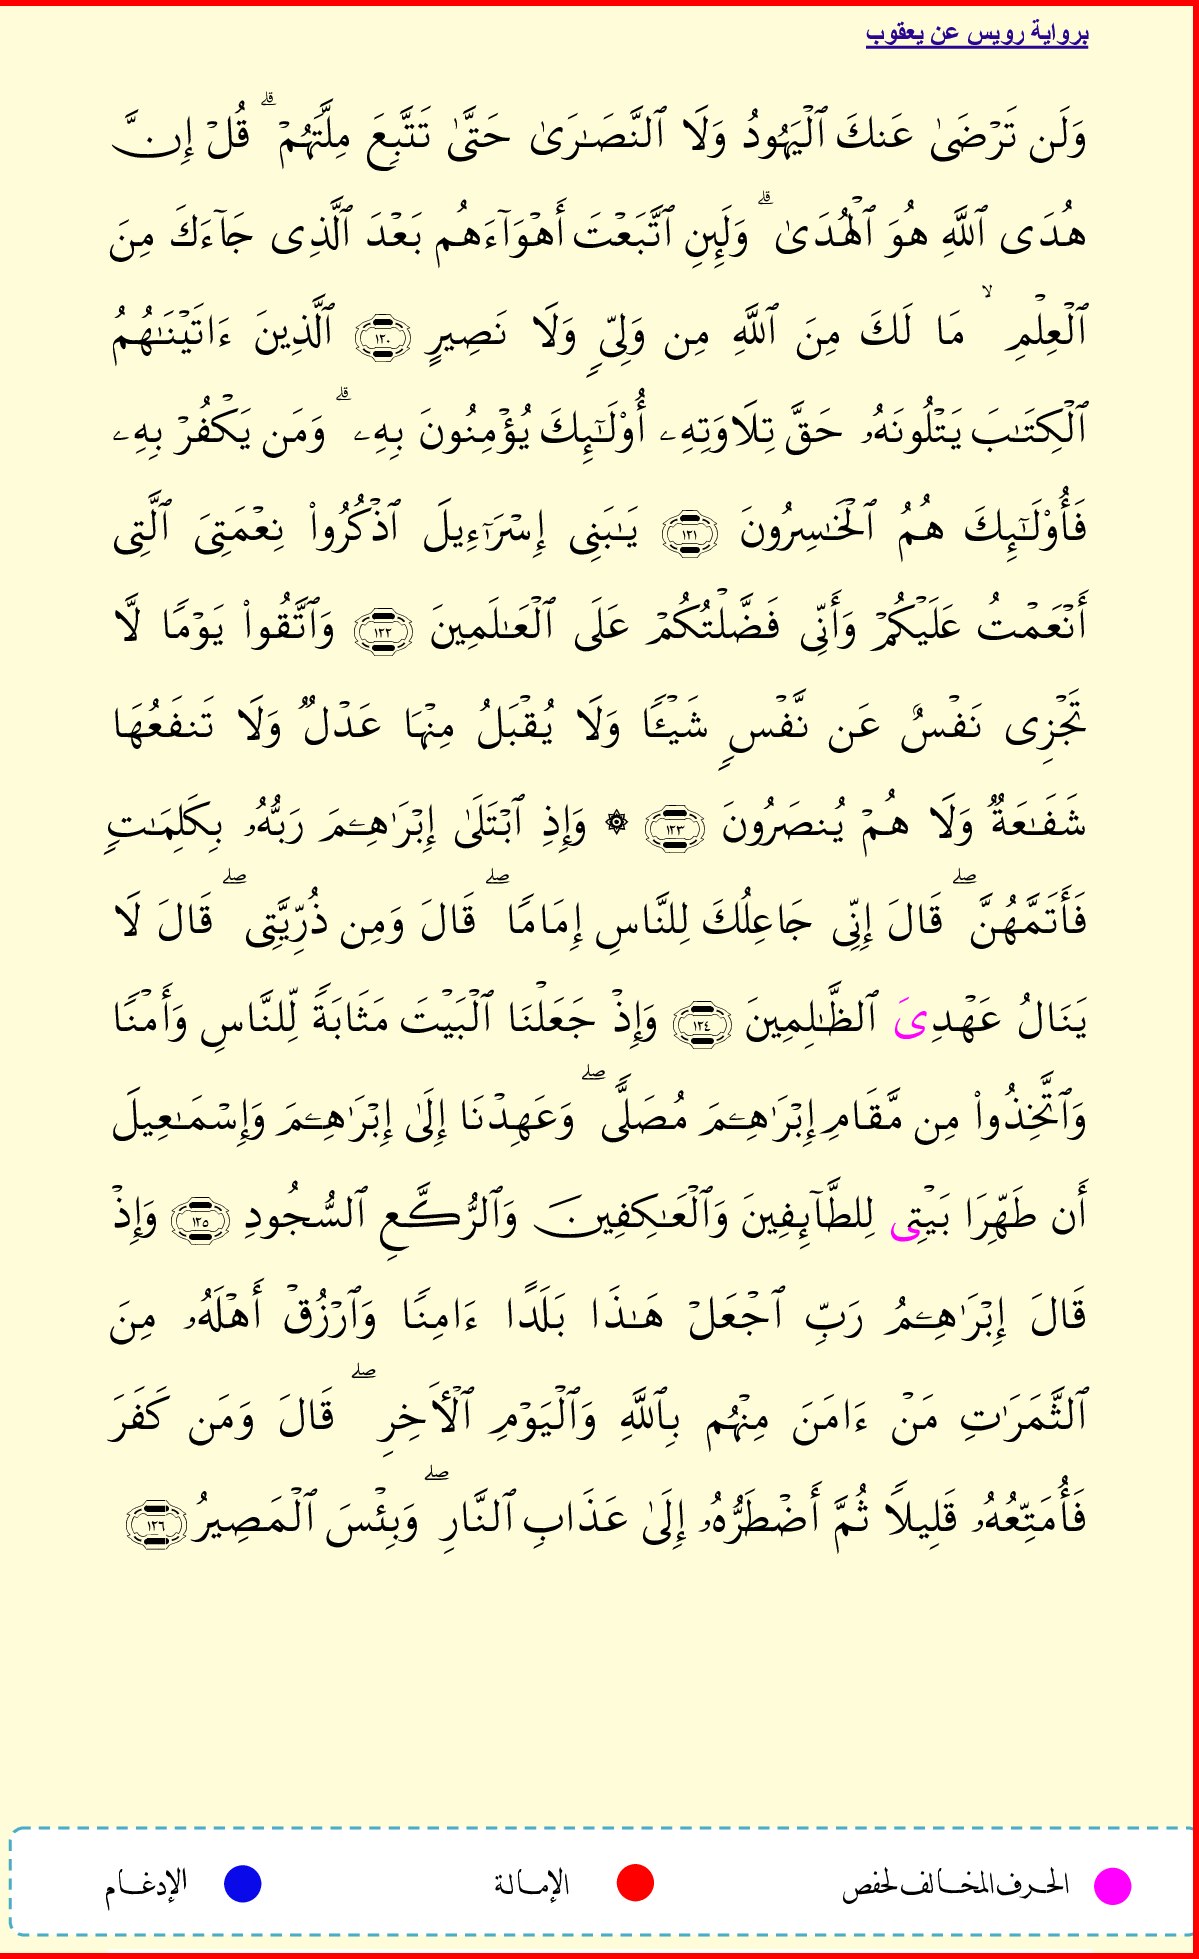 برواية رويس عن يعقوب
وَلَن تَرْضَىٰ عَنكَ ٱلْيَهُودُ وَلَا ٱلنَّصَـٰرَىٰ حَتَّىٰ تَتَّبِعَ مِلَّتَهُمْ ۗ قُلْ إِنَّ
هُدَى ٱللَّهِ هُوَ ٱلْهُدَىٰ ۗ وَلَئِنِ ٱتَّبَعْتَ أَهْوَآءَهُم بَعْدَ ٱلَّذِى جَآءَكَ مِنَ
ٱلْعِلْمِ ۙ مَا لَكَ مِنَ ٱللَّهِ مِن وَلِىٍّ وَلَا نَصِيرٍ ١٢٠ ٱلَّذِينَ ءَاتَيْنَـٰهُمُ
ٱلْكِتَـٰبَ يَتْلُونَهُۥ حَقَّ تِلَاوَتِهِۦ أُوْلَـٰٓئِكَ يُؤْمِنُونَ بِهِۦ ۗ وَمَن يَكْفُرْ بِهِۦ
فَأُوْلَـٰٓئِكَ هُمُ ٱلْخَـٰسِرُونَ ١٢١ يَـٰبَنِى إِسْرَٰٓءِيلَ ٱذْكُرُواْ نِعْمَتِىَ ٱلَّتِى
أَنْعَمْتُ عَلَيْكُمْ وَأَنِّى فَضَّلْتُكُمْ عَلَى ٱلْعَـٰلَمِينَ ١٢٢ وَٱتَّقُواْ يَوْمًا لَّا
تَجْزِى نَفْسٌ عَن نَّفْسٍ شَيْـًٔا وَلَا يُقْبَلُ مِنْهَا عَدْلٌ وَلَا تَنفَعُهَا
شَفَـٰعَةٌ وَلَا هُمْ يُنصَرُونَ ١٢٣ ۞ وَإِذِ ٱبْتَلَىٰ إِبْرَٰهِـۧمَ رَبُّهُۥ بِكَلِمَـٰتٍ
فَأَتَمَّهُنَّ ۖ قَالَ إِنِّى جَاعِلُكَ لِلنَّاسِ إِمَامًا ۖ قَالَ وَمِن ذُرِّيَّتِى ۖ قَالَ لَا
يَنَالُ عَهْدِىَ ٱلظَّـٰلِمِينَ ١٢٤ وَإِذْ جَعَلْنَا ٱلْبَيْتَ مَثَابَةً لِّلنَّاسِ وَأَمْنًا
وَٱتَّخِذُواْ مِن مَّقَامِ إِبْرَٰهِـۧمَ مُصَلًّى ۖ وَعَهِدْنَا إِلَىٰ إِبْرَٰهِـۧمَ وَإِسْمَـٰعِيلَ
أَن طَهِّرَا بَيْتِى لِلطَّآئِفِينَ وَٱلْعَـٰكِفِينَ وَٱلرُّكَّعِ ٱلسُّجُودِ ١٢٥ وَإِذْ
قَالَ إِبْرَٰهِـۧمُ رَبِّ ٱجْعَلْ هَـٰذَا بَلَدًا ءَامِنًا وَٱرْزُقْ أَهْلَهُۥ مِنَ
ٱلثَّمَرَٰتِ مَنْ ءَامَنَ مِنْهُم بِٱللَّهِ وَٱلْيَوْمِ ٱلْأَخِرِ ۖ قَالَ وَمَن كَفَرَ
فَأُمَتِّعُهُۥ قَلِيلًا ثُمَّ أَضْطَرُّهُۥ إِلَىٰ عَذَابِ ٱلنَّارِ ۖ وَبِئْسَ ٱلْمَصِيرُ ١٢٦
الحرف المخالف لحفص
الإمالة
الإدغام